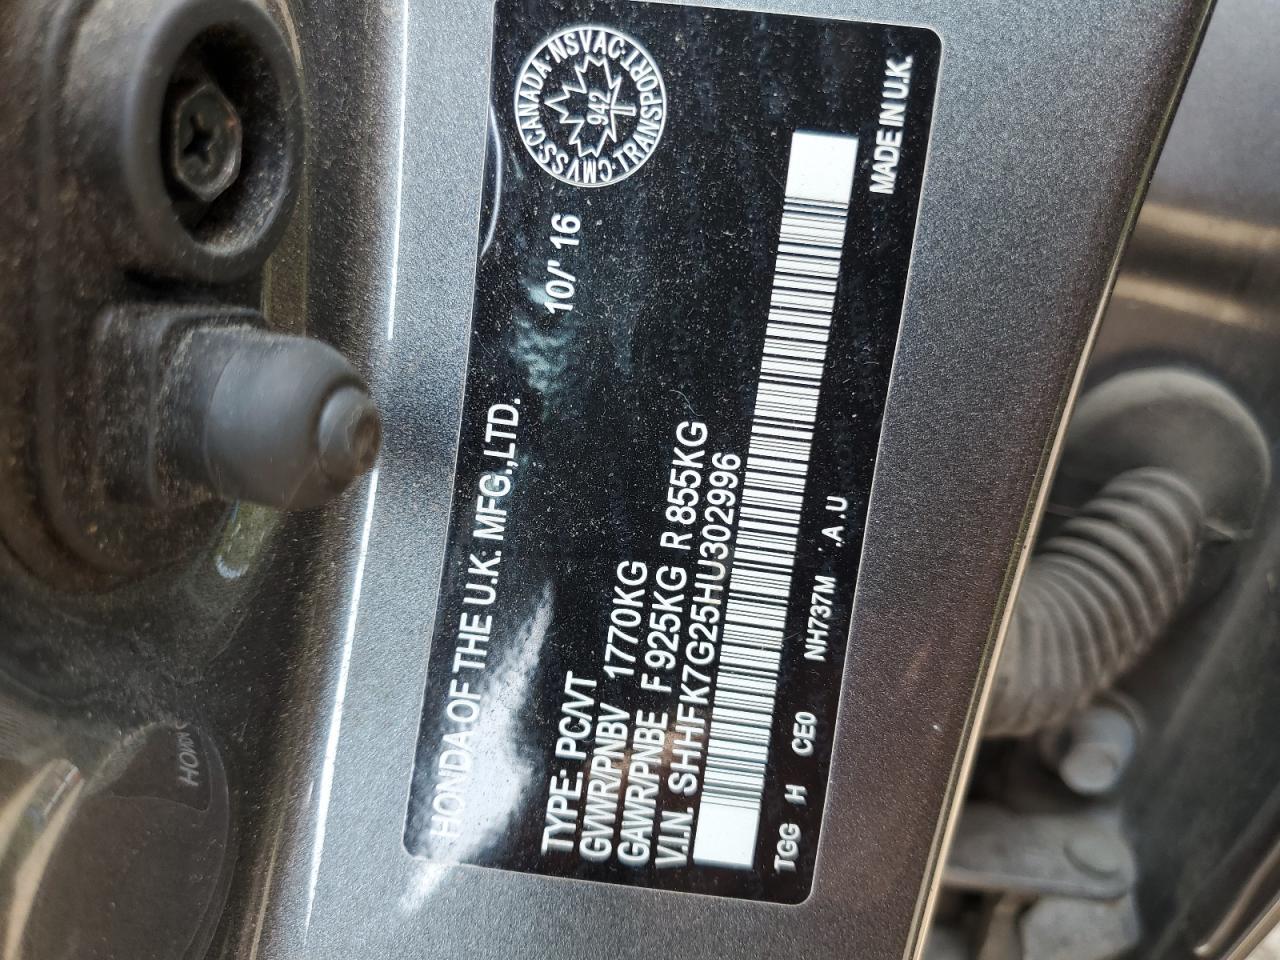 HONDA OF THE U.K. MFG.,LTD.
10/' 16
CMVSS·CANADA·NSVAC·TRANSPORT·
942 T
TYPE: PC/VT
GVWR/PNBV 1770KG
GAWR/PNBE F 925KG R 855KG
V.I.N. SHHFK7G25HU302996
TGG H CE0 NH737M .A.U
MADE IN U.K.